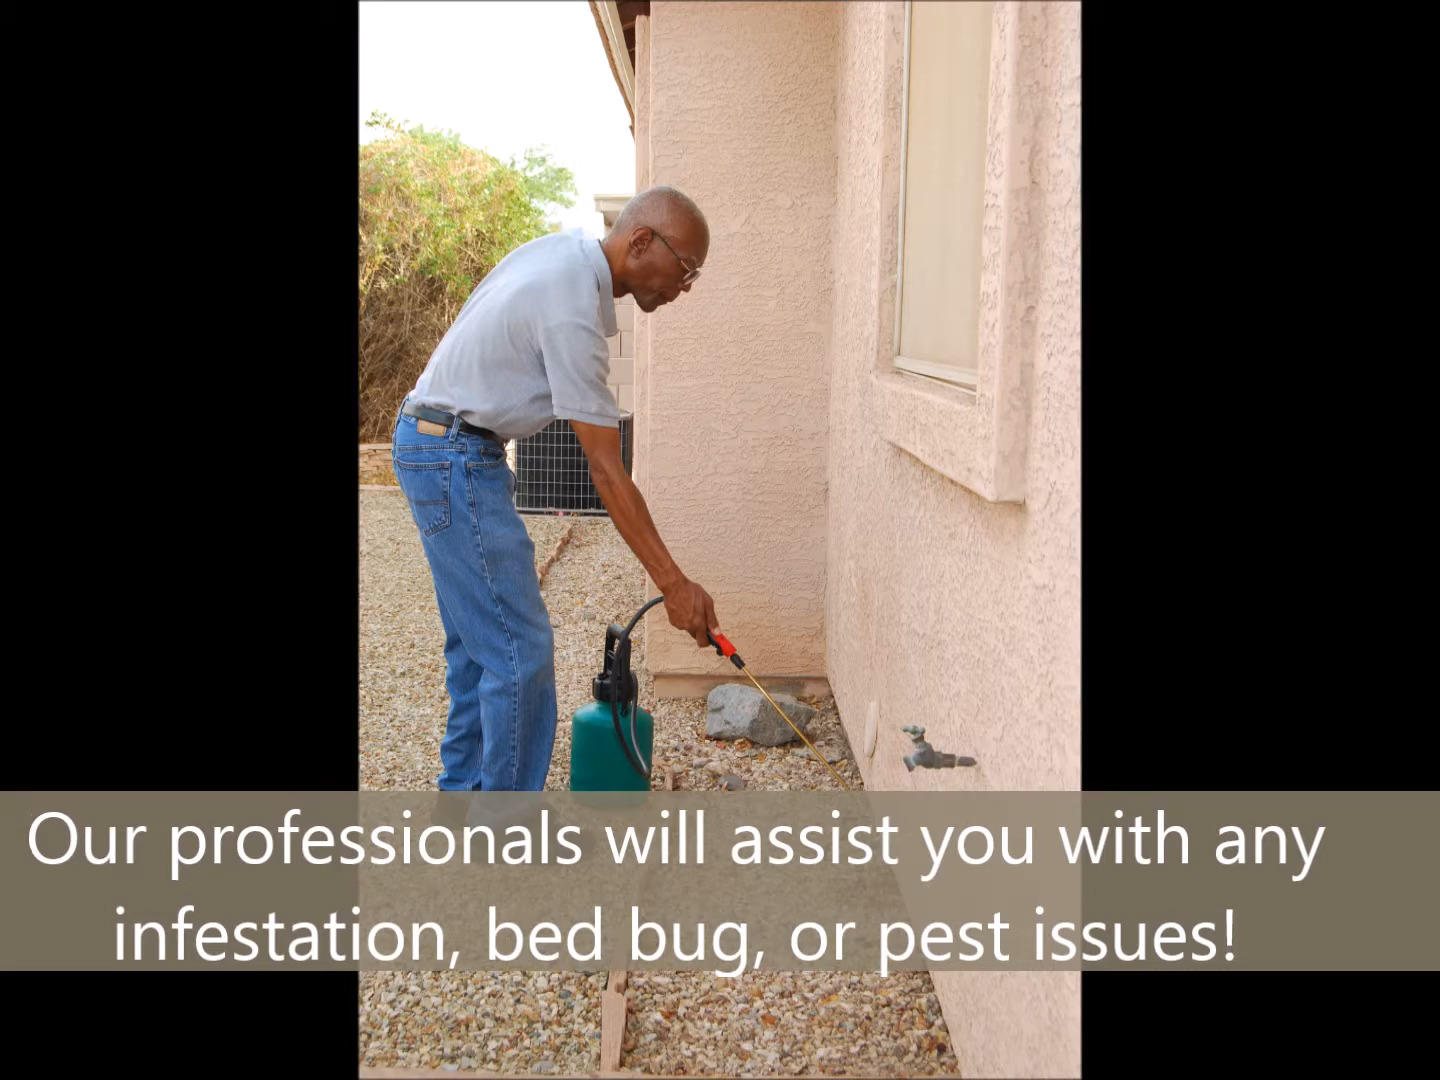 Our professionals will assist you with any
infestation, bed bug, or pest issues!